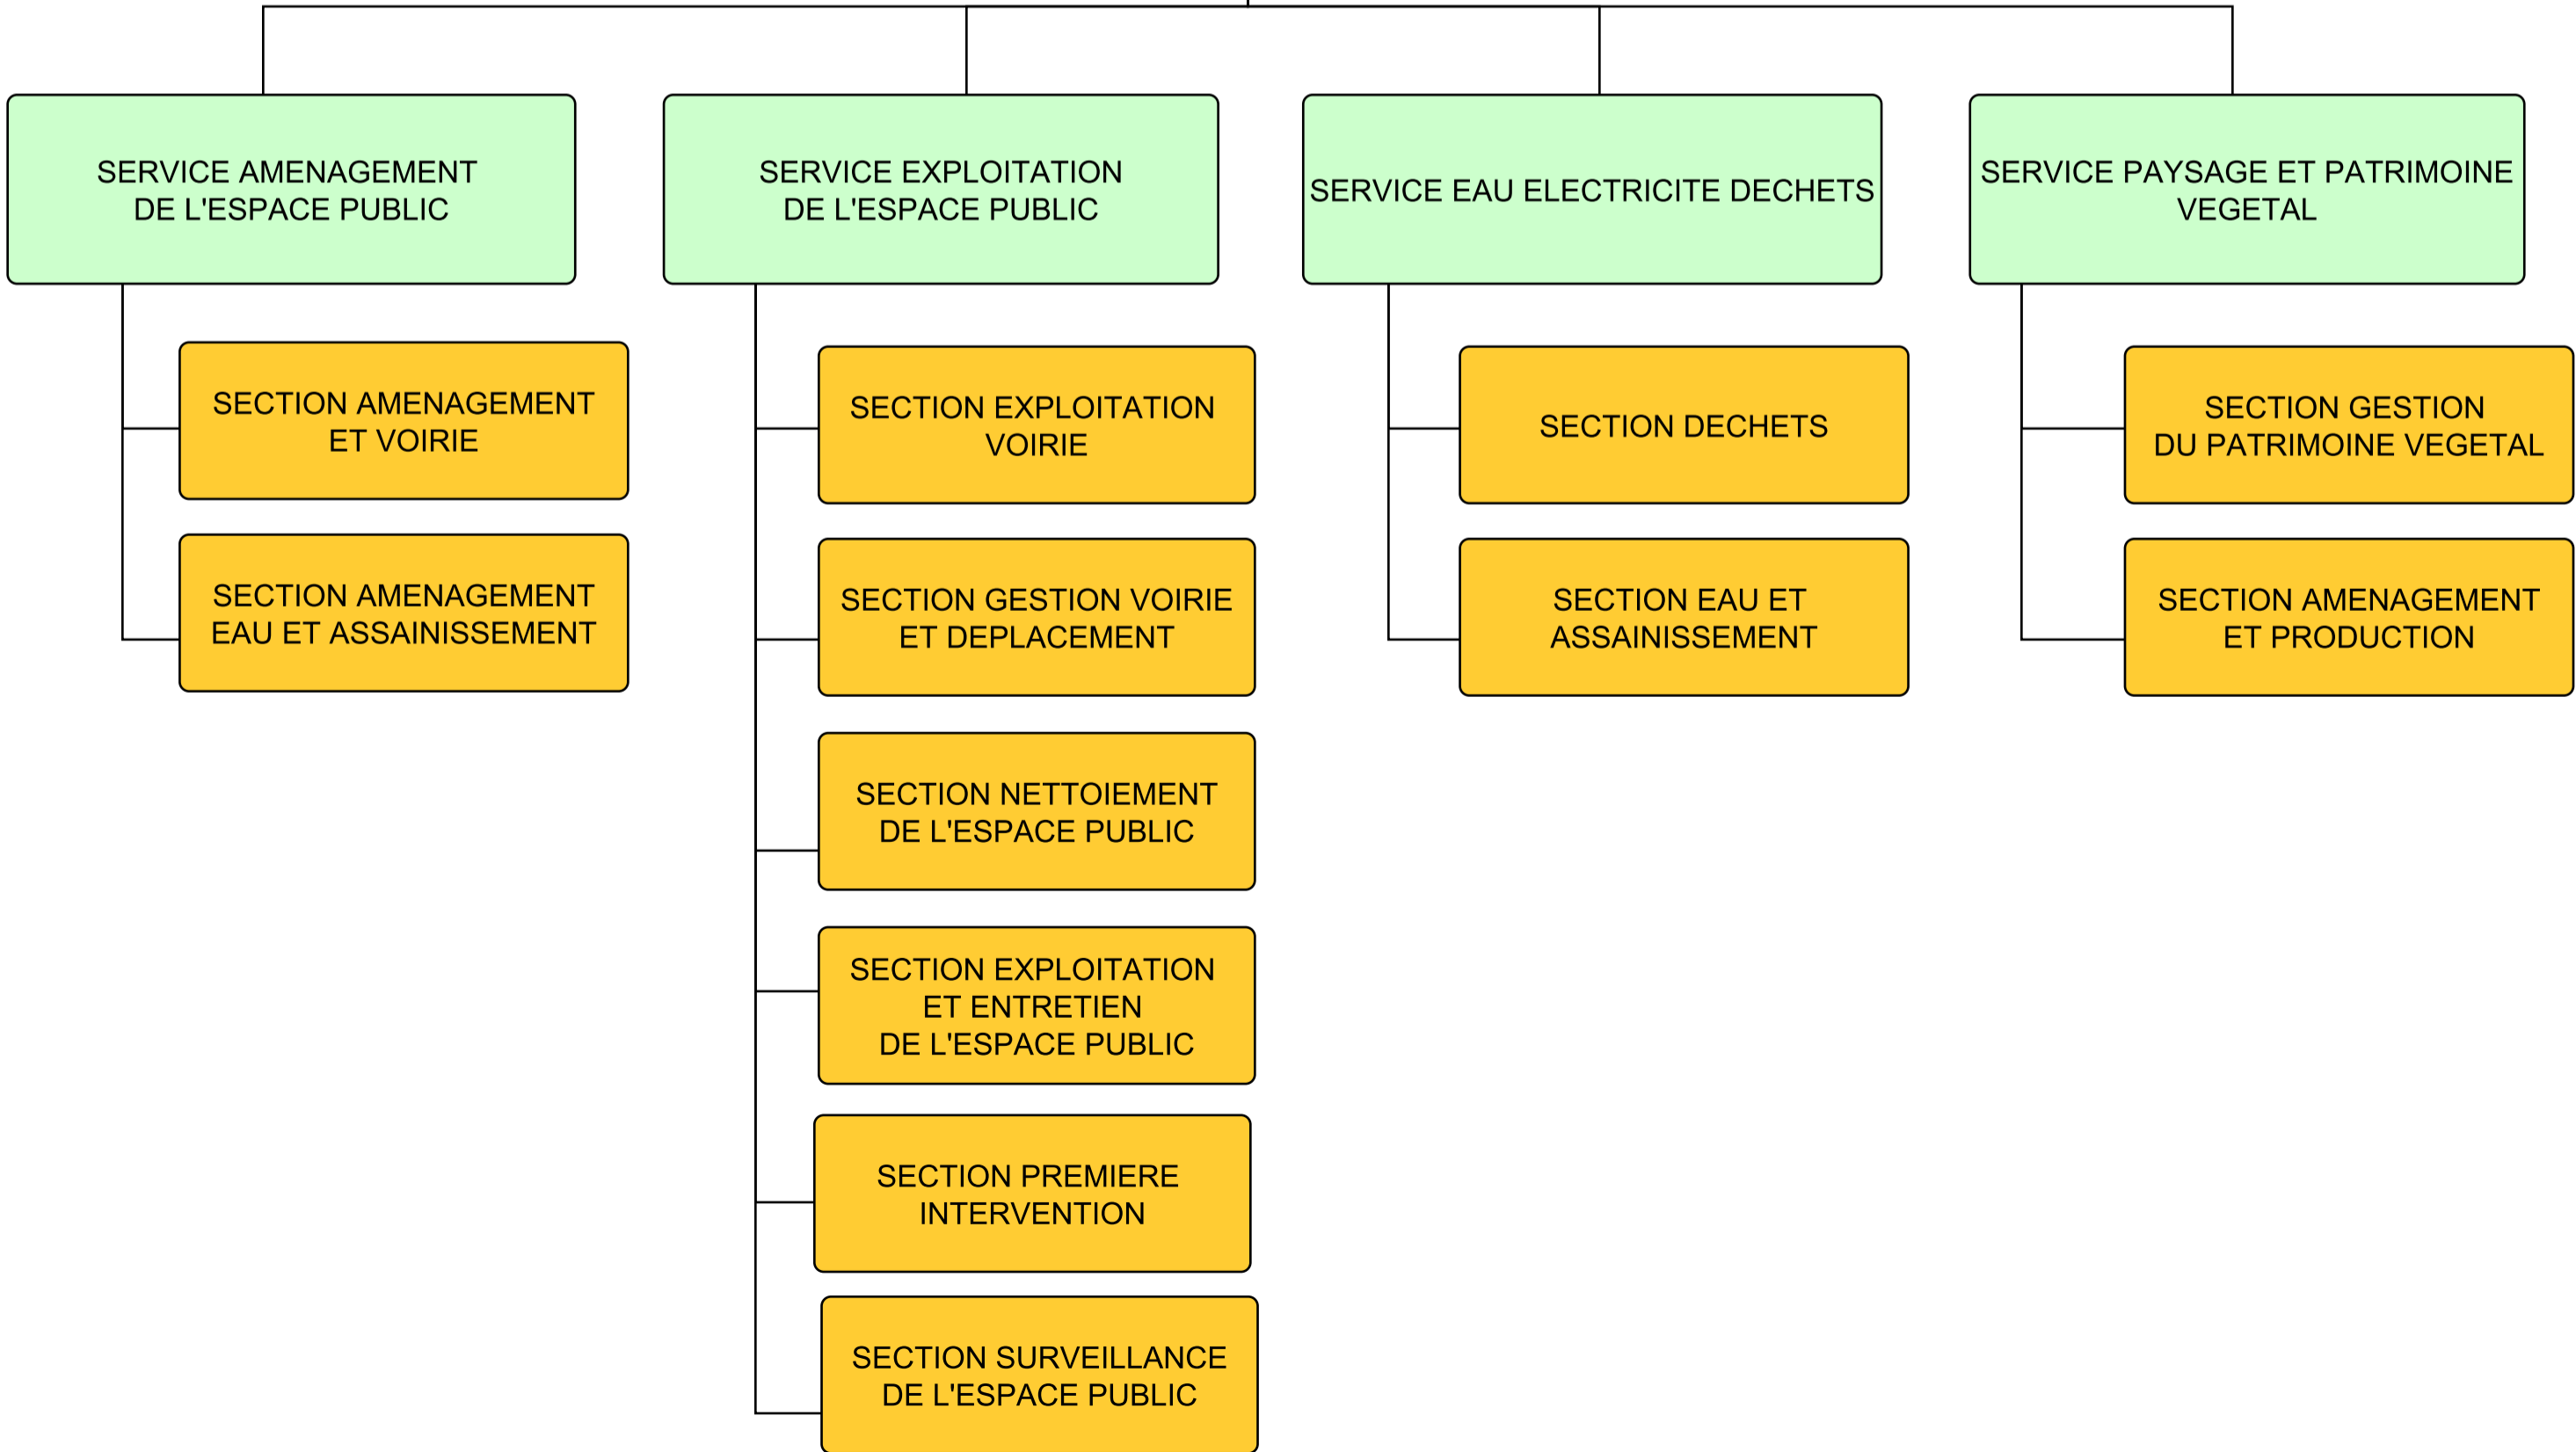 SERVICE AMENAGEMENT
DE L'ESPACE PUBLIC
SECTION AMENAGEMENT
ET VOIRIE
SECTION AMENAGEMENT
EAU ET ASSAINISSEMENT
SERVICE EXPLOITATION
DE L'ESPACE PUBLIC
SECTION EXPLOITATION
VOIRIE
SECTION GESTION VOIRIE
ET DEPLACEMENT
SECTION NETTOIEMENT
DE L'ESPACE PUBLIC
SECTION EXPLOITATION
ET ENTRETIEN
DE L'ESPACE PUBLIC
SECTION PREMIERE
INTERVENTION
SECTION SURVEILLANCE
DE L'ESPACE PUBLIC
SERVICE EAU ELECTRICITE DECHETS
SECTION DECHETS
SECTION EAU ET
ASSAINISSEMENT
SERVICE PAYSAGE ET PATRIMOINE
VEGETAL
SECTION GESTION
DU PATRIMOINE VEGETAL
SECTION AMENAGEMENT
ET PRODUCTION